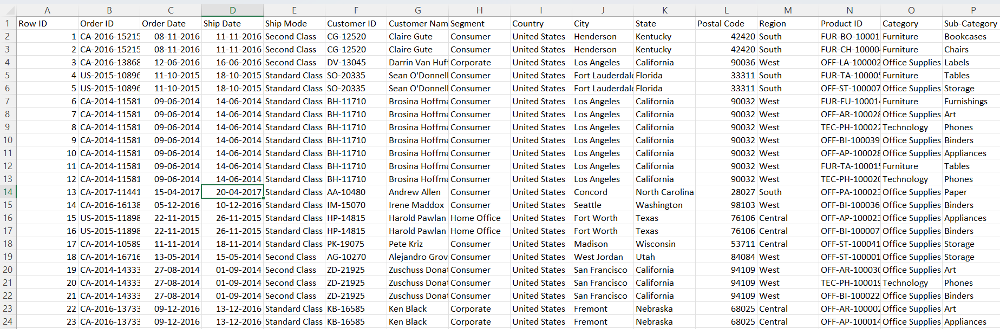 A B C D E F G H I J K L M N O P
1 Row ID Order ID Order Date Ship Date Ship Mode Customer ID Customer Nam Segment Country City State Postal Code Region Product ID Category Sub-Category
2 1 CA-2016-15215 08-11-2016 11-11-2016 Second Class CG-12520 Claire Gute Consumer United States Henderson Kentucky 42420 South FUR-BO-10001 Furniture Bookcases
3 2 CA-2016-15215 08-11-2016 11-11-2016 Second Class CG-12520 Claire Gute Consumer United States Henderson Kentucky 42420 South FUR-CH-10000 Furniture Chairs
4 3 CA-2016-13868 12-06-2016 16-06-2016 Second Class DV-13045 Darrin Van Huff Corporate United States Los Angeles California 90036 West OFF-LA-100002 Office Supplies Labels
5 4 US-2015-10896 11-10-2015 18-10-2015 Standard Class SO-20335 Sean O'Donnell Consumer United States Fort Lauderdale Florida 33311 South FUR-TA-100005 Furniture Tables
6 5 US-2015-10896 11-10-2015 18-10-2015 Standard Class SO-20335 Sean O'Donnell Consumer United States Fort Lauderdale Florida 33311 South OFF-ST-100007 Office Supplies Storage
7 6 CA-2014-11581 09-06-2014 14-06-2014 Standard Class BH-11710 Brosina Hoffma Consumer United States Los Angeles California 90032 West FUR-FU-100014 Furniture Furnishings
8 7 CA-2014-11581 09-06-2014 14-06-2014 Standard Class BH-11710 Brosina Hoffma Consumer United States Los Angeles California 90032 West OFF-AR-100028 Office Supplies Art
9 8 CA-2014-11581 09-06-2014 14-06-2014 Standard Class BH-11710 Brosina Hoffma Consumer United States Los Angeles California 90032 West TEC-PH-100022 Technology Phones
10 9 CA-2014-11581 09-06-2014 14-06-2014 Standard Class BH-11710 Brosina Hoffma Consumer United States Los Angeles California 90032 West OFF-BI-100039 Office Supplies Binders
11 10 CA-2014-11581 09-06-2014 14-06-2014 Standard Class BH-11710 Brosina Hoffma Consumer United States Los Angeles California 90032 West OFF-AP-100028 Office Supplies Appliances
12 11 CA-2014-11581 09-06-2014 14-06-2014 Standard Class BH-11710 Brosina Hoffma Consumer United States Los Angeles California 90032 West FUR-TA-100015 Furniture Tables
13 12 CA-2014-11581 09-06-2014 14-06-2014 Standard Class BH-11710 Brosina Hoffma Consumer United States Los Angeles California 90032 West TEC-PH-100020 Technology Phones
14 13 CA-2017-11441 15-04-2017 20-04-2017 Standard Class AA-10480 Andrew Allen Consumer United States Concord North Carolina 28027 South OFF-PA-100023 Office Supplies Paper
15 14 CA-2016-16138 05-12-2016 10-12-2016 Standard Class IM-15070 Irene Maddox Consumer United States Seattle Washington 98103 West OFF-BI-100036 Office Supplies Binders
16 15 US-2015-11898 22-11-2015 26-11-2015 Standard Class HP-14815 Harold Pawlan Home Office United States Fort Worth Texas 76106 Central OFF-AP-100023 Office Supplies Appliances
17 16 US-2015-11898 22-11-2015 26-11-2015 Standard Class HP-14815 Harold Pawlan Home Office United States Fort Worth Texas 76106 Central OFF-BI-100007 Office Supplies Binders
18 17 CA-2014-10589 11-11-2014 18-11-2014 Standard Class PK-19075 Pete Kriz Consumer United States Madison Wisconsin 53711 Central OFF-ST-100041 Office Supplies Storage
19 18 CA-2014-16716 13-05-2014 15-05-2014 Second Class AG-10270 Alejandro Grov Consumer United States West Jordan Utah 84084 West OFF-ST-100001 Office Supplies Storage
20 19 CA-2014-14333 27-08-2014 01-09-2014 Second Class ZD-21925 Zuschuss Donat Consumer United States San Francisco California 94109 West OFF-AR-100030 Office Supplies Art
21 20 CA-2014-14333 27-08-2014 01-09-2014 Second Class ZD-21925 Zuschuss Donat Consumer United States San Francisco California 94109 West TEC-PH-100019 Technology Phones
22 21 CA-2014-14333 27-08-2014 01-09-2014 Second Class ZD-21925 Zuschuss Donat Consumer United States San Francisco California 94109 West OFF-BI-100022 Office Supplies Binders
23 22 CA-2016-13733 09-12-2016 13-12-2016 Standard Class KB-16585 Ken Black Corporate United States Fremont Nebraska 68025 Central OFF-AR-100002 Office Supplies Art
24 23 CA-2016-13733 09-12-2016 13-12-2016 Standard Class KB-16585 Ken Black Corporate United States Fremont Nebraska 68025 Central OFF-AP-100014 Office Supplies Appliances